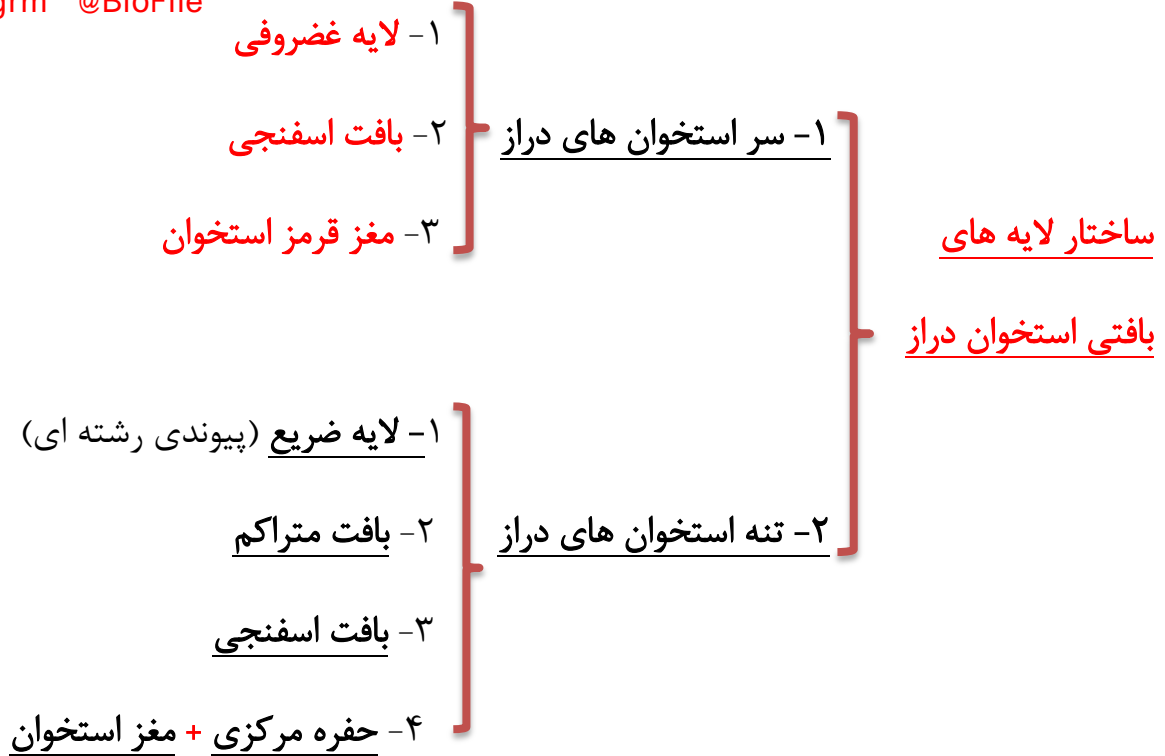 @BioFile
۱- لایه غضروفی
۱- سر استخوان های دراز
۲- بافت اسفنجی
۳- مغز قرمز استخوان
ساختار لایه های
بافتی استخوان دراز
۱- لایه ضریع (پیوندی رشته ای)
۲- تنه استخوان های دراز
۲- بافت متراکم
۳- بافت اسفنجی
۴- حفره مرکزی + مغز استخوان